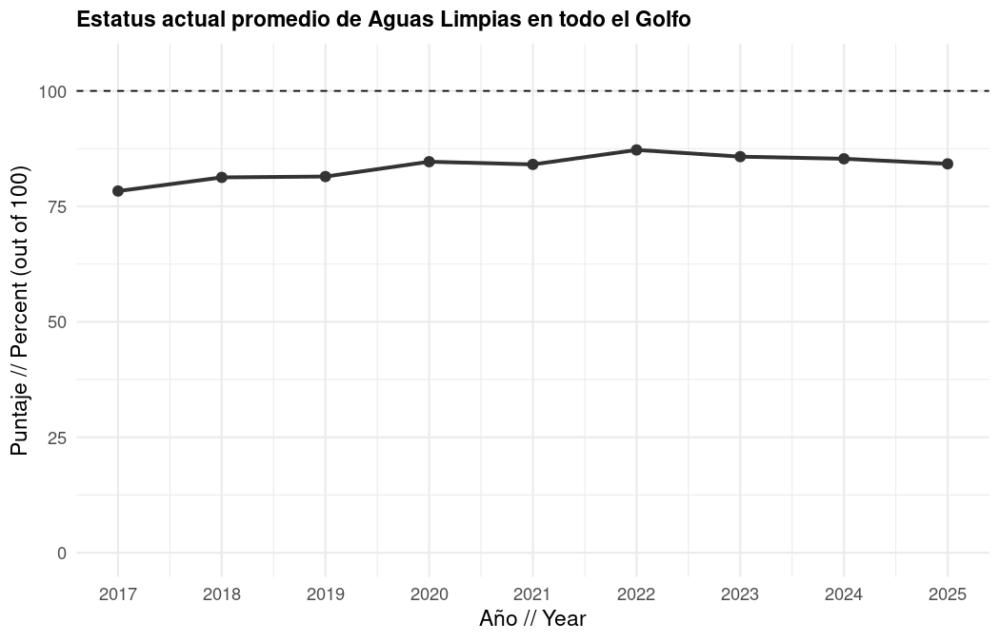 Estatus actual promedio de Aguas Limpias en todo el Golfo
Puntaje // Percent (out of 100)
100
75
50
25
0
2017 2018 2019 2020 2021 2022 2023 2024 2025
Año // Year